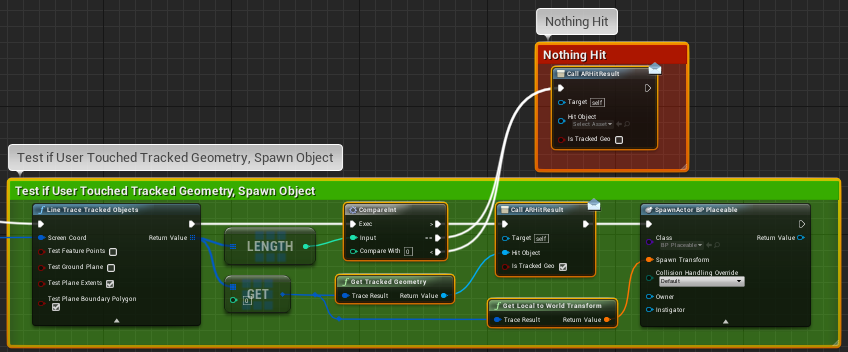 Nothing Hit
Nothing Hit
Call ARHitResult
Target self
Hit Object
Select Asset
Is Tracked Geo
Test if User Touched Tracked Geometry, Spawn Object
Test if User Touched Tracked Geometry, Spawn Object
Line Trace Tracked Objects
Screen Coord Return Value
Test Feature Points
Test Ground Plane
Test Plane Extents
Test Plane Boundary Polygon
LENGTH
GET
0
CompareInt
Exec >
Input ==
Compare With 0 <
Get Tracked Geometry
Trace Result Return Value
Call ARHitResult
Target self
Hit Object
Is Tracked Geo
Get Local to World Transform
Trace Result Return Value
SpawnActor BP Placeable
Class Return Value
BP Placeable
Spawn Transform
Collision Handling Override
Default
Owner
Instigator